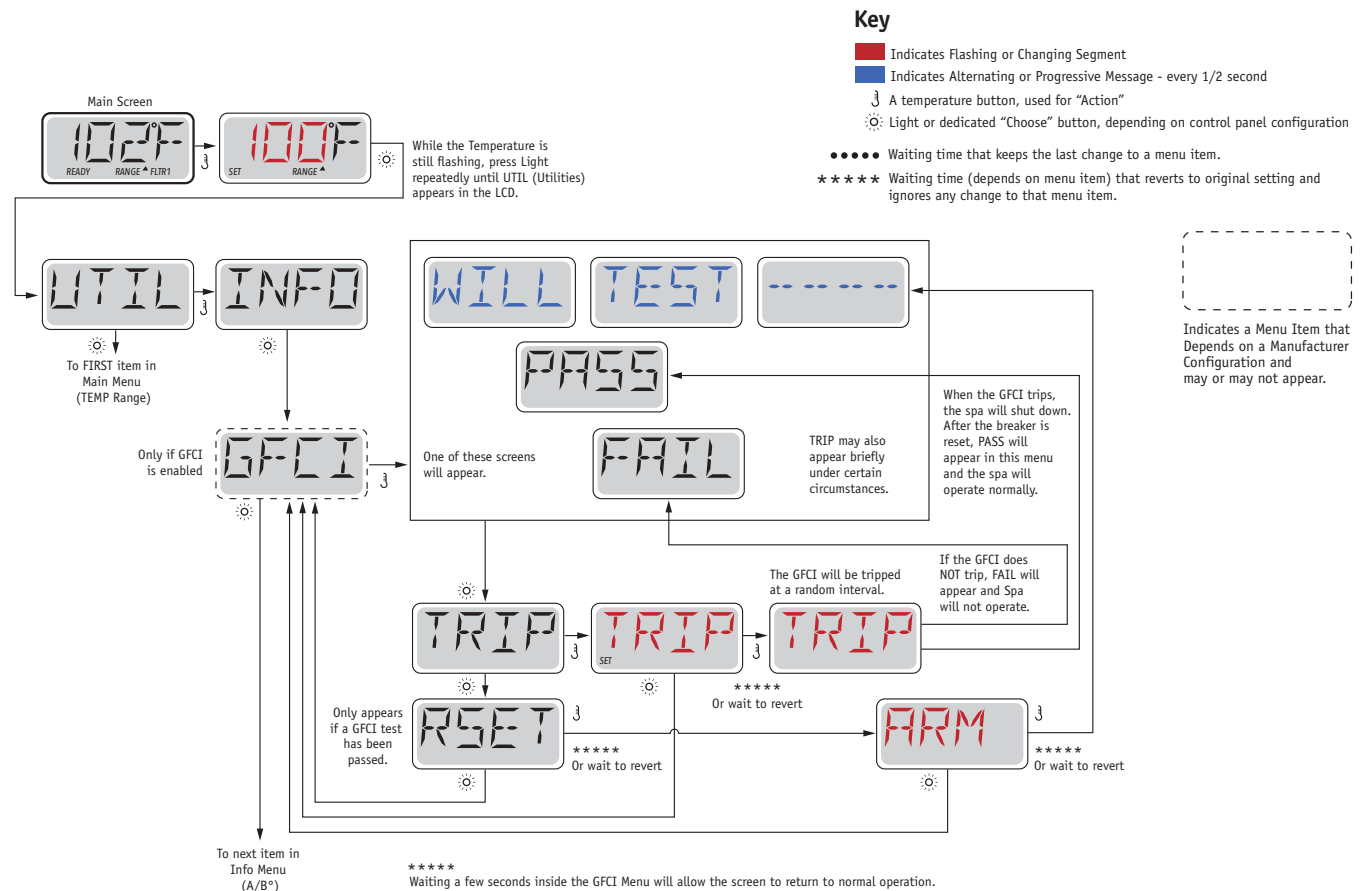 Key
Indicates Flashing or Changing Segment
Indicates Alternating or Progressive Message - every 1/2 second
A temperature button, used for “Action”
Light or dedicated “Choose” button, depending on control panel configuration
••••• Waiting time that keeps the last change to a menu item.
***** Waiting time (depends on menu item) that reverts to original setting and
ignores any change to that menu item.
Indicates a Menu Item that
Depends on a Manufacturer
Configuration and
may or may not appear.
Main Screen
102°F
READY RANGE FLTR1
100°F
SET RANGE
While the Temperature is
still flashing, press Light
repeatedly until UTIL (Utilities)
appears in the LCD.
UTIL
INFO
To FIRST item in
Main Menu
(TEMP Range)
WILL
TEST
-- -- -- --
PASS
FAIL
One of these screens
will appear.
TRIP may also
appear briefly
under certain
circumstances.
When the GFCI trips,
the spa will shut down.
After the breaker is
reset, PASS will
appear in this menu
and the spa will
operate normally.
Only if GFCI
is enabled
GFCI
If the GFCI does
NOT trip, FAIL will
appear and Spa
will not operate.
The GFCI will be tripped
at a random interval.
TRIP
TRIP
SET
TRIP
*****
Or wait to revert
Only appears
if a GFCI test
has been
passed.
RSET
*****
Or wait to revert
ARM
*****
Or wait to revert
To next item in
Info Menu
(A/B°)
*****
Waiting a few seconds inside the GFCI Menu will allow the screen to return to normal operation.